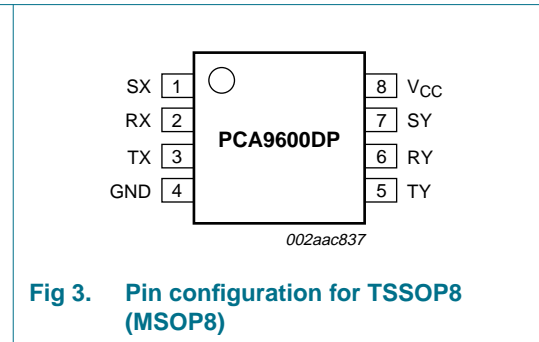 SX 1 8 VCC
RX 2 7 SY
PCA9600DP
TX 3 6 RY
GND 4 5 TY
002aac837
Fig 3. Pin configuration for TSSOP8
(MSOP8)